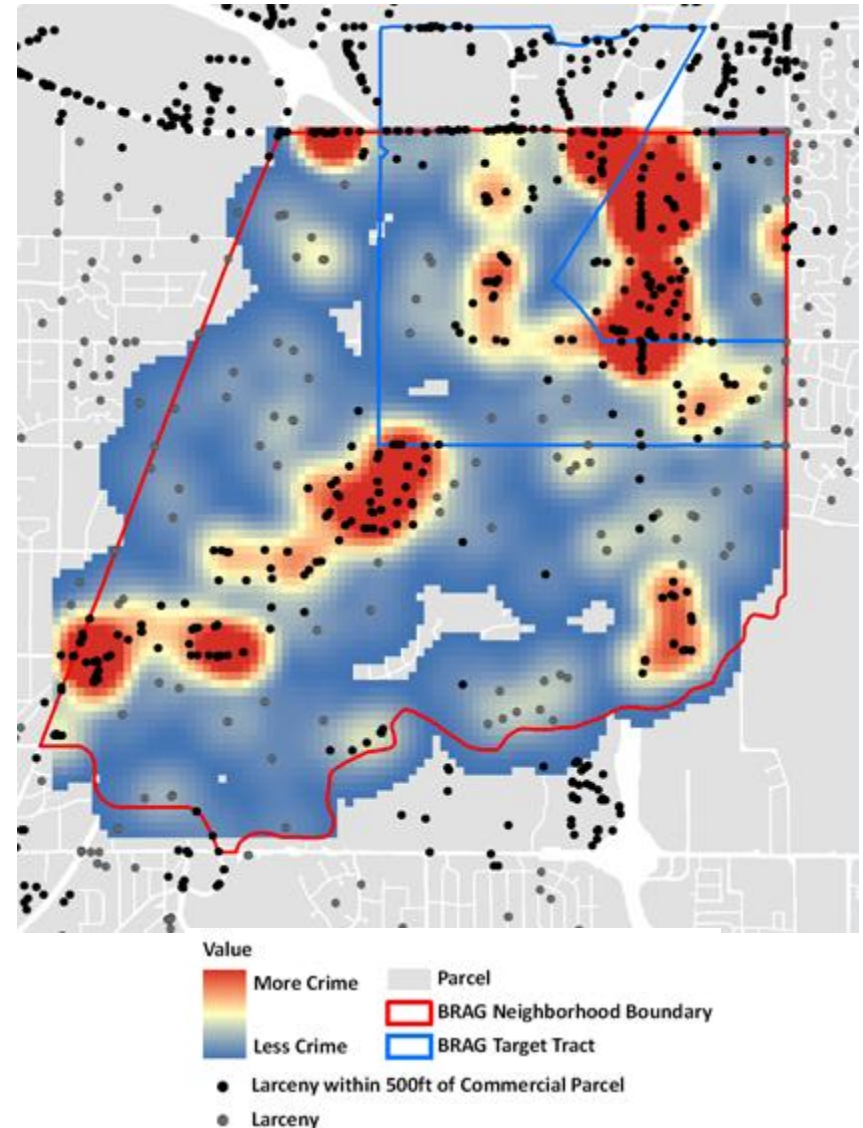 Value
More Crime
Less Crime
Parcel
BRAG Neighborhood Boundary
BRAG Target Tract
Larceny within 500ft of Commercial Parcel
Larceny